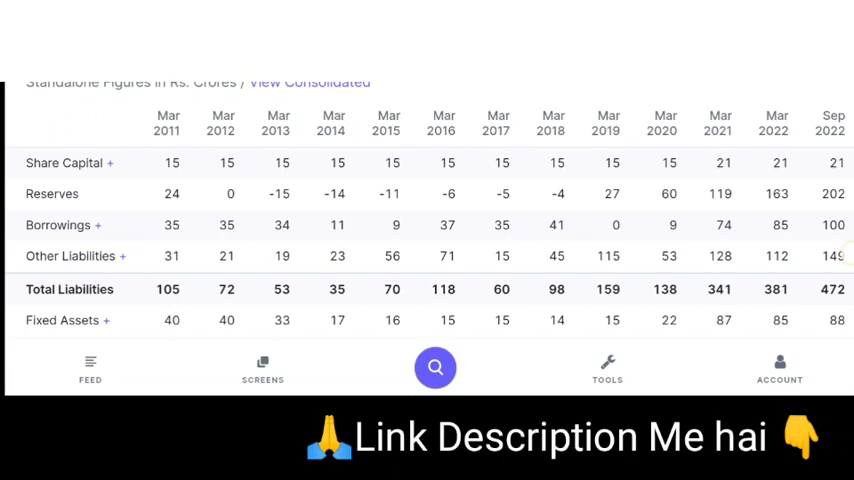 Standalone Figures in Rs. Crores / View Consolidated
Mar 2011 Mar 2012 Mar 2013 Mar 2014 Mar 2015 Mar 2016 Mar 2017 Mar 2018 Mar 2019 Mar 2020 Mar 2021 Mar 2022 Sep 2022
Share Capital + 15 15 15 15 15 15 15 15 15 15 21 21 21
Reserves 24 0 -15 -14 -11 -6 -5 -4 27 60 119 163 202
Borrowings + 35 35 34 11 9 37 35 41 0 9 74 85 100
Other Liabilities + 31 21 19 23 56 71 15 45 115 53 128 112 149
Total Liabilities 105 72 53 35 70 118 60 98 159 138 341 381 472
Fixed Assets + 40 40 33 17 16 15 15 14 15 22 87 85 88
FEED SCREENS TOOLS ACCOUNT
🙏Link Description Me hai 👇